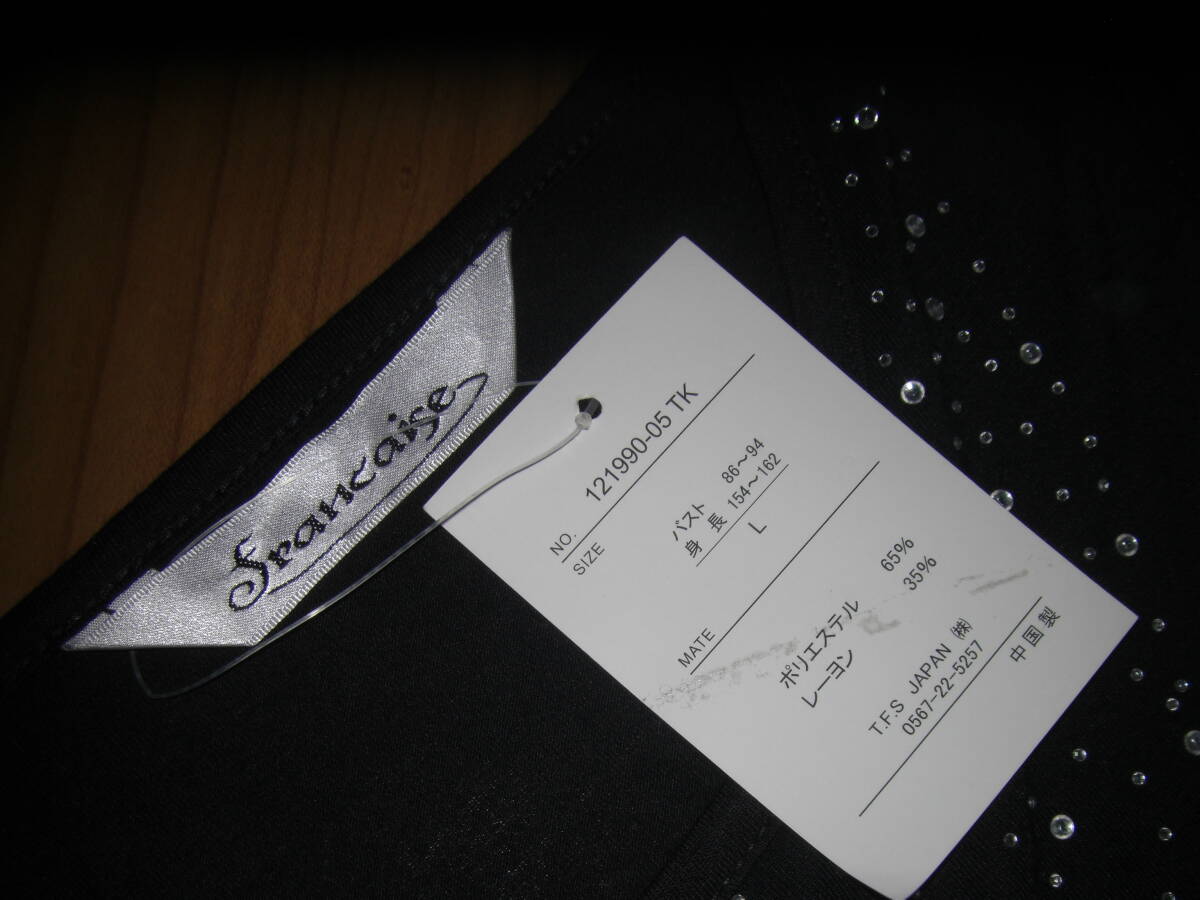 Francaise
NO. 121990-05 TK
SIZE
バスト 86～94
身 長 154～162
L
MATE
ポリエステル 65%
レーヨン 35%
T.F.S JAPAN ㈱
0567-22-5257
中国製